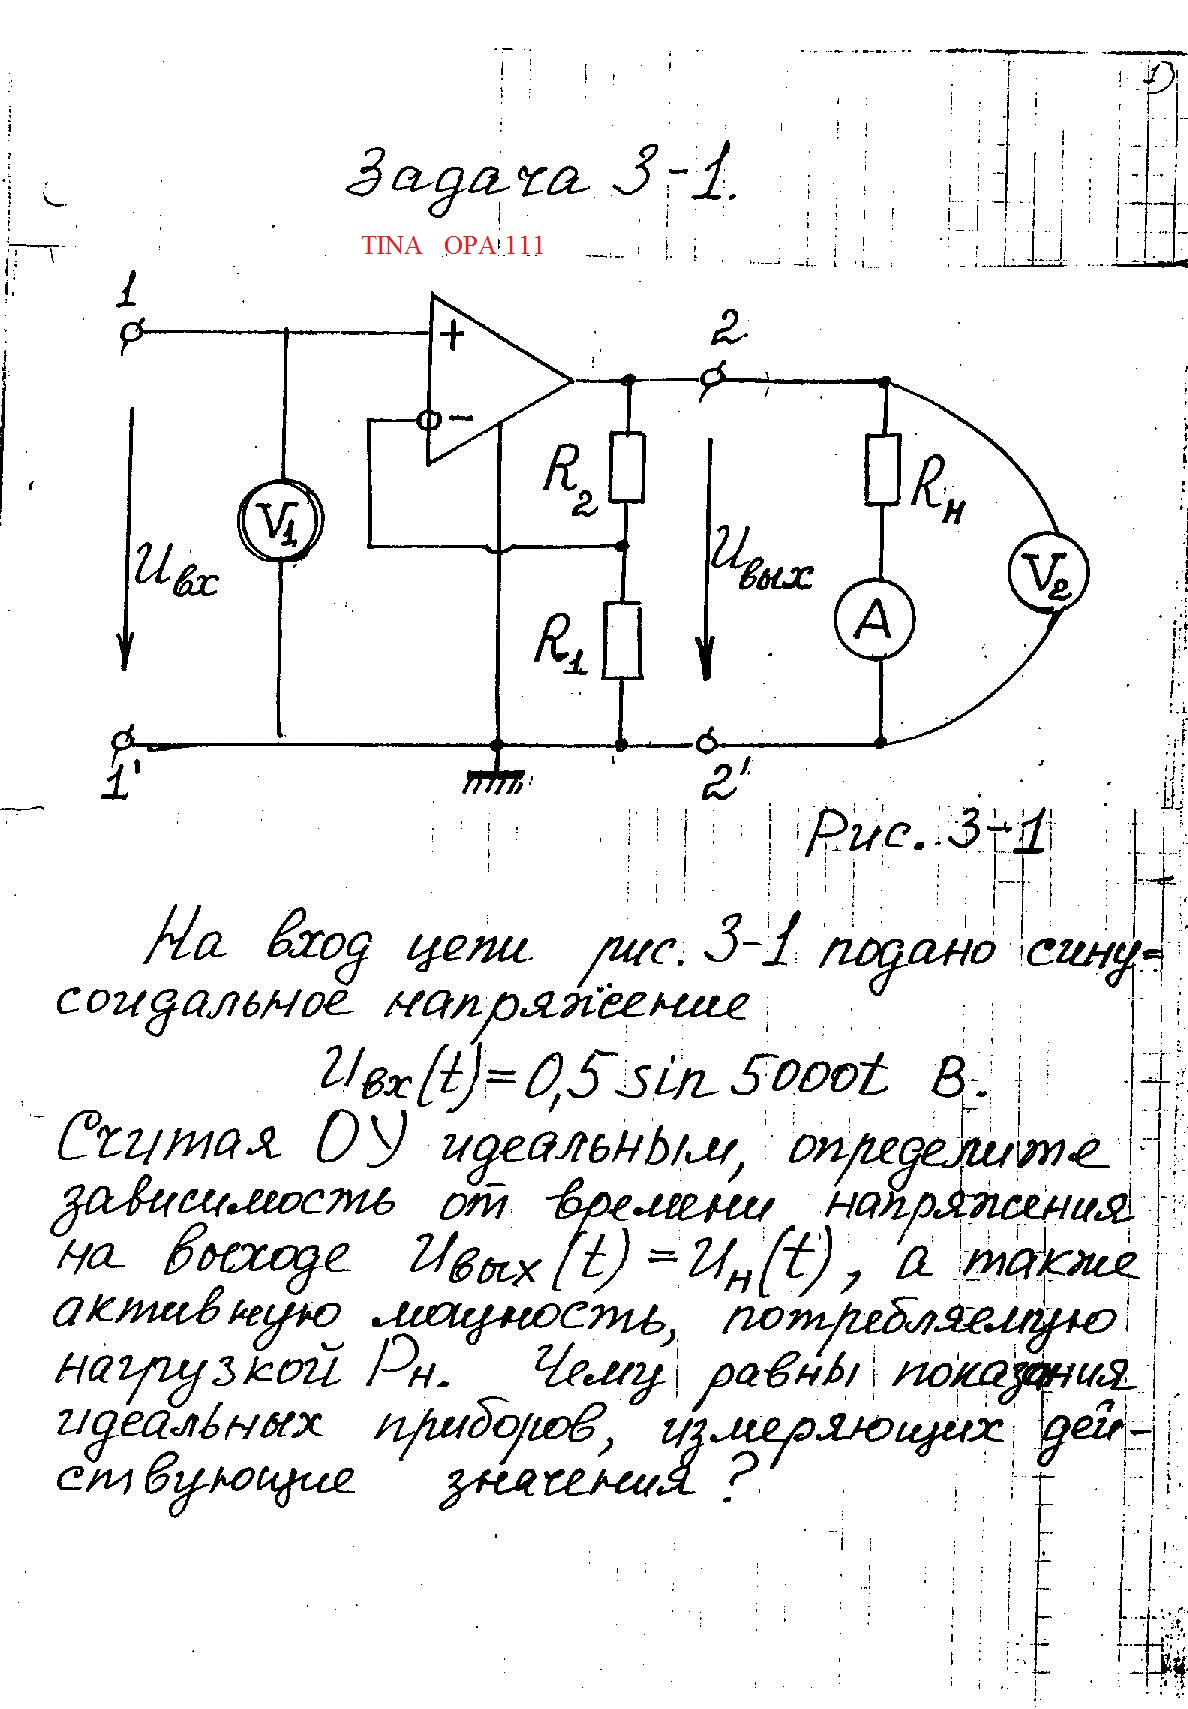 1)
Задача 3-1.
TINA OPA 111
1
+
2
-
R2
Rн
V1
Uвх
Uвых
V2
R1
A
1'
2'
Рис. 3-1
На вход цепи рис. 3-1 подано сину-
соидальное напряжение
Uвх(t)=0,5 sin 5000t В.
Считая ОУ идеальным, определите
зависимость от времени напряжения
на выходе Uвых(t)=Uн(t), а также
активную мощность, потребляемую
нагрузкой Pн. Чему равны показания
идеальных приборов, измеряющих дей-
ствующие значения?